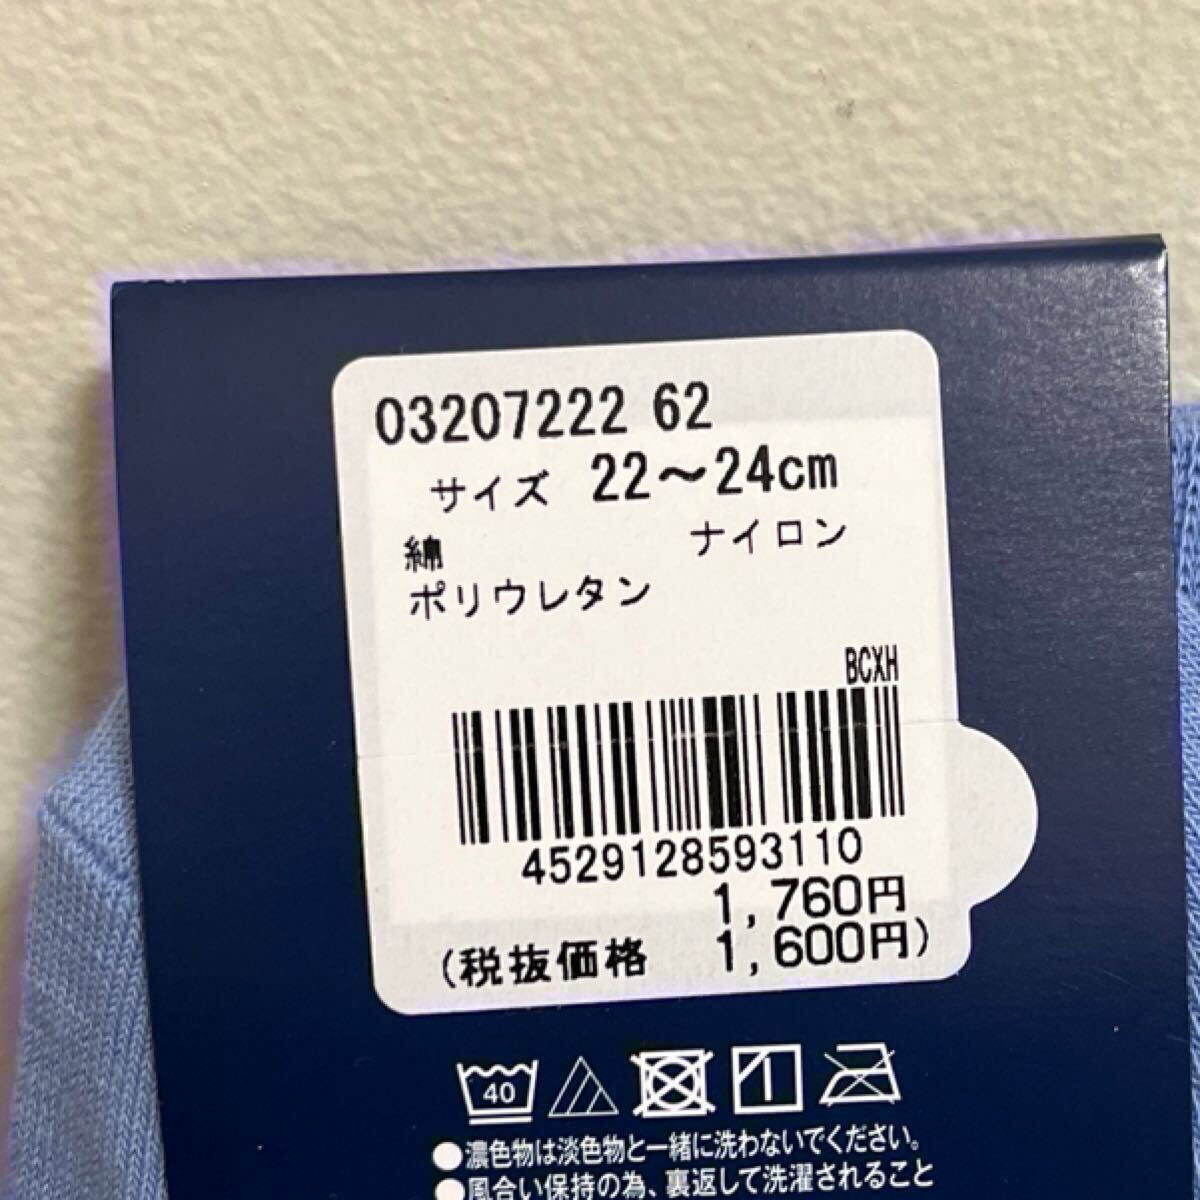 03207222 62
サイズ 22～24cm
綿 ナイロン
ポリウレタン
BCXH
4529128593110
1,760円
(税抜価格 1,600円)
40
●濃色物は淡色物と一緒に洗わないでください。
●風合い保持の為、裏返して洗濯されること